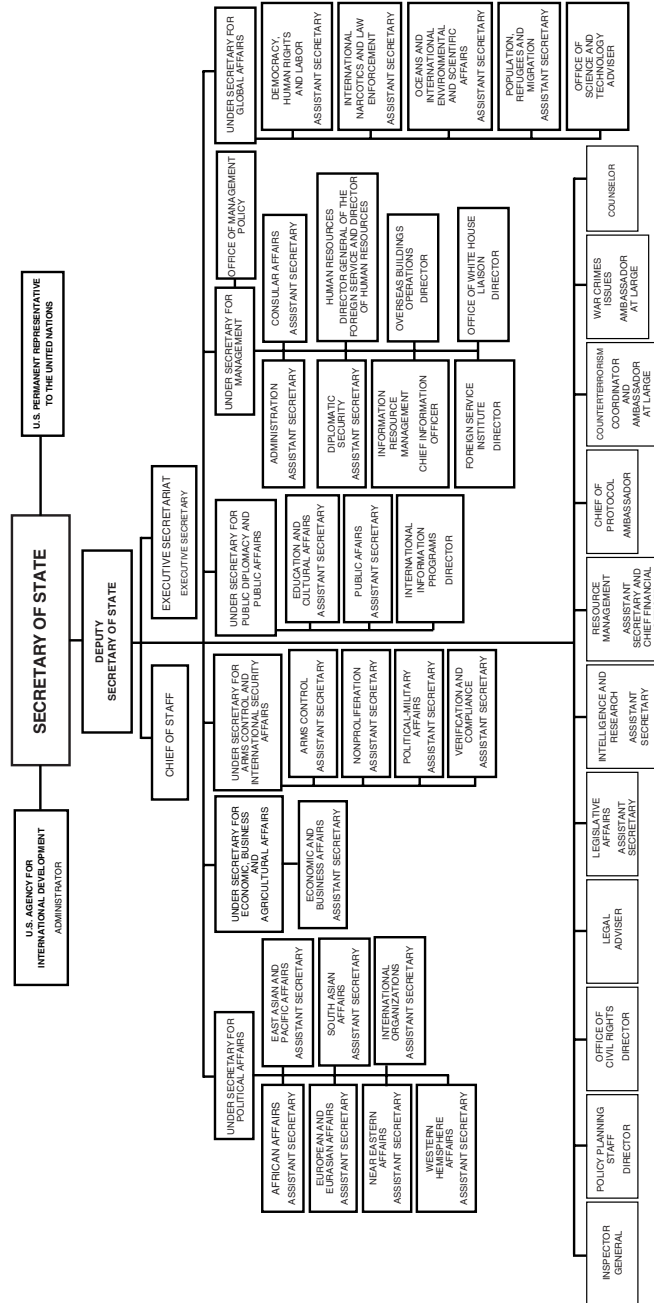 SECRETARY OF STATE
U.S. AGENCY FOR
INTERNATIONAL DEVELOPMENT
ADMINISTRATOR
U.S. PERMANENT REPRESENTATIVE
TO THE UNITED NATIONS
DEPUTY
SECRETARY OF STATE
CHIEF OF STAFF
EXECUTIVE SECRETARIAT
EXECUTIVE SECRETARY
UNDER SECRETARY FOR
POLITICAL AFFAIRS
AFRICAN AFFAIRS
ASSISTANT SECRETARY
EAST ASIAN AND
PACIFIC AFFAIRS
ASSISTANT SECRETARY
EUROPEAN AND
EURASIAN AFFAIRS
ASSISTANT SECRETARY
SOUTH ASIAN
AFFAIRS
ASSISTANT SECRETARY
NEAR EASTERN
AFFAIRS
ASSISTANT SECRETARY
INTERNATIONAL
ORGANIZATIONS
ASSISTANT SECRETARY
WESTERN
HEMISPHERE
AFFAIRS
ASSISTANT SECRETARY
UNDER SECRETARY FOR
ECONOMIC, BUSINESS
AND
AGRICULTURAL AFFAIRS
ECONOMIC AND
BUSINESS AFFAIRS
ASSISTANT SECRETARY
UNDER SECRETARY FOR
ARMS CONTROL AND
INTERNATIONAL SECURITY
AFFAIRS
ARMS CONTROL
ASSISTANT SECRETARY
NONPROLIFERATION
ASSISTANT SECRETARY
POLITICAL-MILITARY
AFFAIRS
ASSISTANT SECRETARY
VERIFICATION AND
COMPLIANCE
ASSISTANT SECRETARY
UNDER SECRETARY FOR
PUBLIC DIPLOMACY AND
PUBLIC AFFAIRS
EDUCATION AND
CULTURAL AFFAIRS
ASSISTANT SECRETARY
PUBLIC AFAIRS
ASSISTANT SECRETARY
INTERNATIONAL
INFORMATION
PROGRAMS
DIRECTOR
UNDER SECRETARY FOR
MANAGEMENT
OFFICE OF MANAGEMENT
POLICY
ADMINISTRATION
ASSISTANT SECRETARY
CONSULAR AFFAIRS
ASSISTANT SECRETARY
DIPLOMATIC
SECURITY
ASSISTANT SECRETARY
HUMAN RESOURCES
DIRECTOR GENERAL OF THE
FOREIGN SERVICE AND DIRECTOR
OF HUMAN RESOURCES
INFORMATION
RESOURCE
MANAGEMENT
CHIEF INFORMATION
OFFICER
OVERSEAS BUILDINGS
OPERATIONS
DIRECTOR
FOREIGN SERVICE
INSTITUTE
DIRECTOR
OFFICE OF WHITE HOUSE
LIAISON
DIRECTOR
UNDER SECRETARY FOR
GLOBAL AFFAIRS
DEMOCRACY,
HUMAN RIGHTS
AND LABOR
ASSISTANT SECRETARY
INTERNATIONAL
NARCOTICS AND LAW
ENFORCEMENT
ASSISTANT SECRETARY
OCEANS AND
INTERNATIONAL
ENVIRONMENTAL
AND SCIENTIFIC
AFFAIRS
ASSISTANT SECRETARY
POPULATION,
REFUGEES AND
MIGRATION
ASSISTANT SECRETARY
OFFICE OF
SCIENCE AND
TECHNOLOGY
ADVISER
INSPECTOR
GENERAL
POLICY PLANNING
STAFF
DIRECTOR
OFFICE OF
CIVIL RIGHTS
DIRECTOR
LEGAL
ADVISER
LEGISLATIVE
AFFAIRS
ASSISTANT
SECRETARY
INTELLIGENCE AND
RESEARCH
ASSISTANT
SECRETARY
RESOURCE
MANAGEMENT
ASSISTANT
SECRETARY AND
CHIEF FINANCIAL
CHIEF OF
PROTOCOL
AMBASSADOR
COUNTERTERRORISM
COORDINATOR
AND
AMBASSADOR
AT LARGE
WAR CRIMES
ISSUES
AMBASSADOR
AT LARGE
COUNSELOR